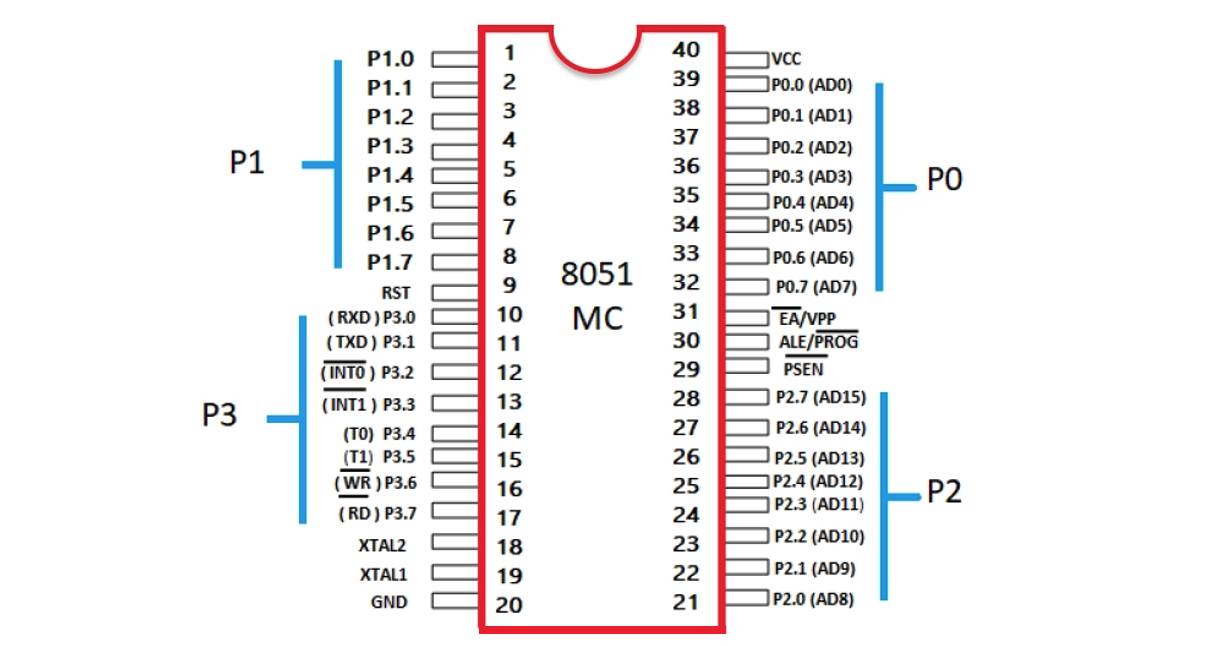 P1
P1.0
P1.1
P1.2
P1.3
P1.4
P1.5
P1.6
P1.7
RST
P3
( RXD ) P3.0
( TXD ) P3.1
( INT0 ) P3.2
( INT1 ) P3.3
(T0) P3.4
(T1) P3.5
( WR ) P3.6
( RD ) P3.7
XTAL2
XTAL1
GND
1
2
3
4
5
6
7
8
9
10
11
12
13
14
15
16
17
18
19
20
8051
MC
40
39
38
37
36
35
34
33
32
31
30
29
28
27
26
25
24
23
22
21
VCC
P0.0 (AD0)
P0.1 (AD1)
P0.2 (AD2)
P0.3 (AD3)
P0.4 (AD4)
P0.5 (AD5)
P0.6 (AD6)
P0.7 (AD7)
P0
EA/VPP
ALE/PROG
PSEN
P2.7 (AD15)
P2.6 (AD14)
P2.5 (AD13)
P2.4 (AD12)
P2.3 (AD11)
P2.2 (AD10)
P2.1 (AD9)
P2.0 (AD8)
P2